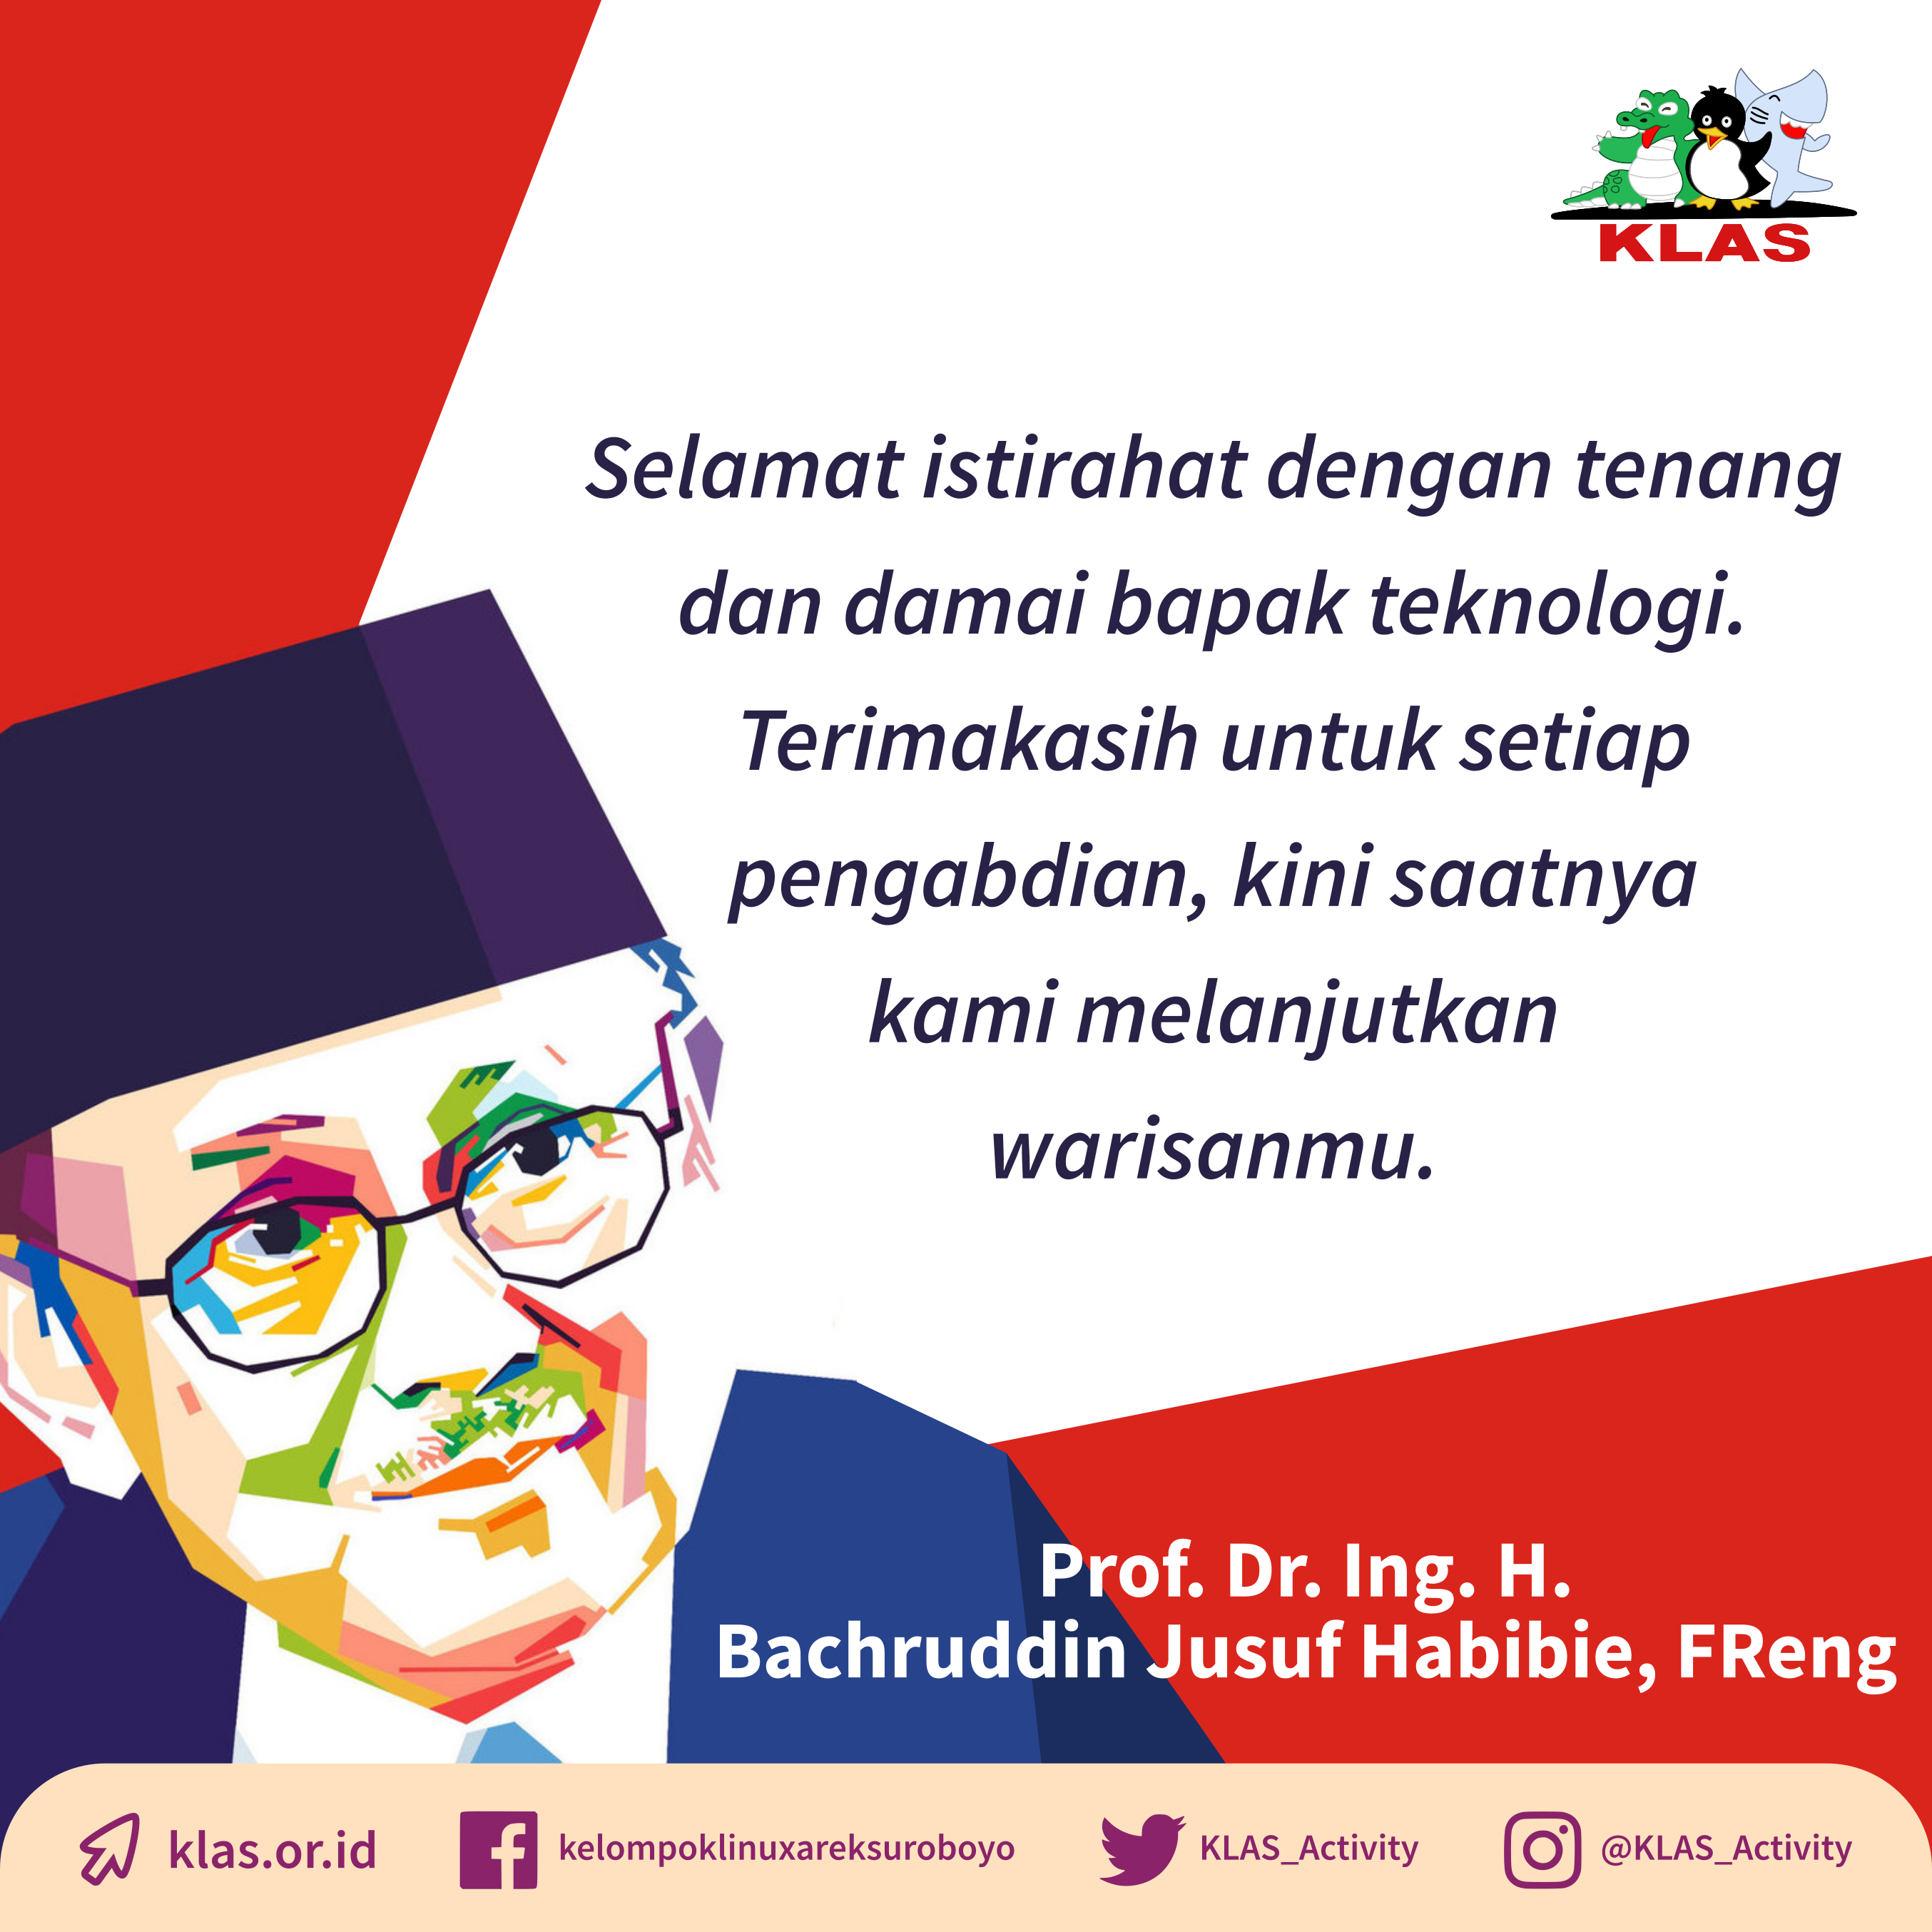 KLAS
Selamat istirahat dengan tenang
dan damai bapak teknologi.
Terimakasih untuk setiap
pengabdian, kini saatnya
kami melanjutkan
warisanmu.
Prof. Dr. Ing. H.
Bachruddin Jusuf Habibie, FReng
klas.or.id
kelompoklinuxareksuroboyo
KLAS_Activity
@KLAS_Activity